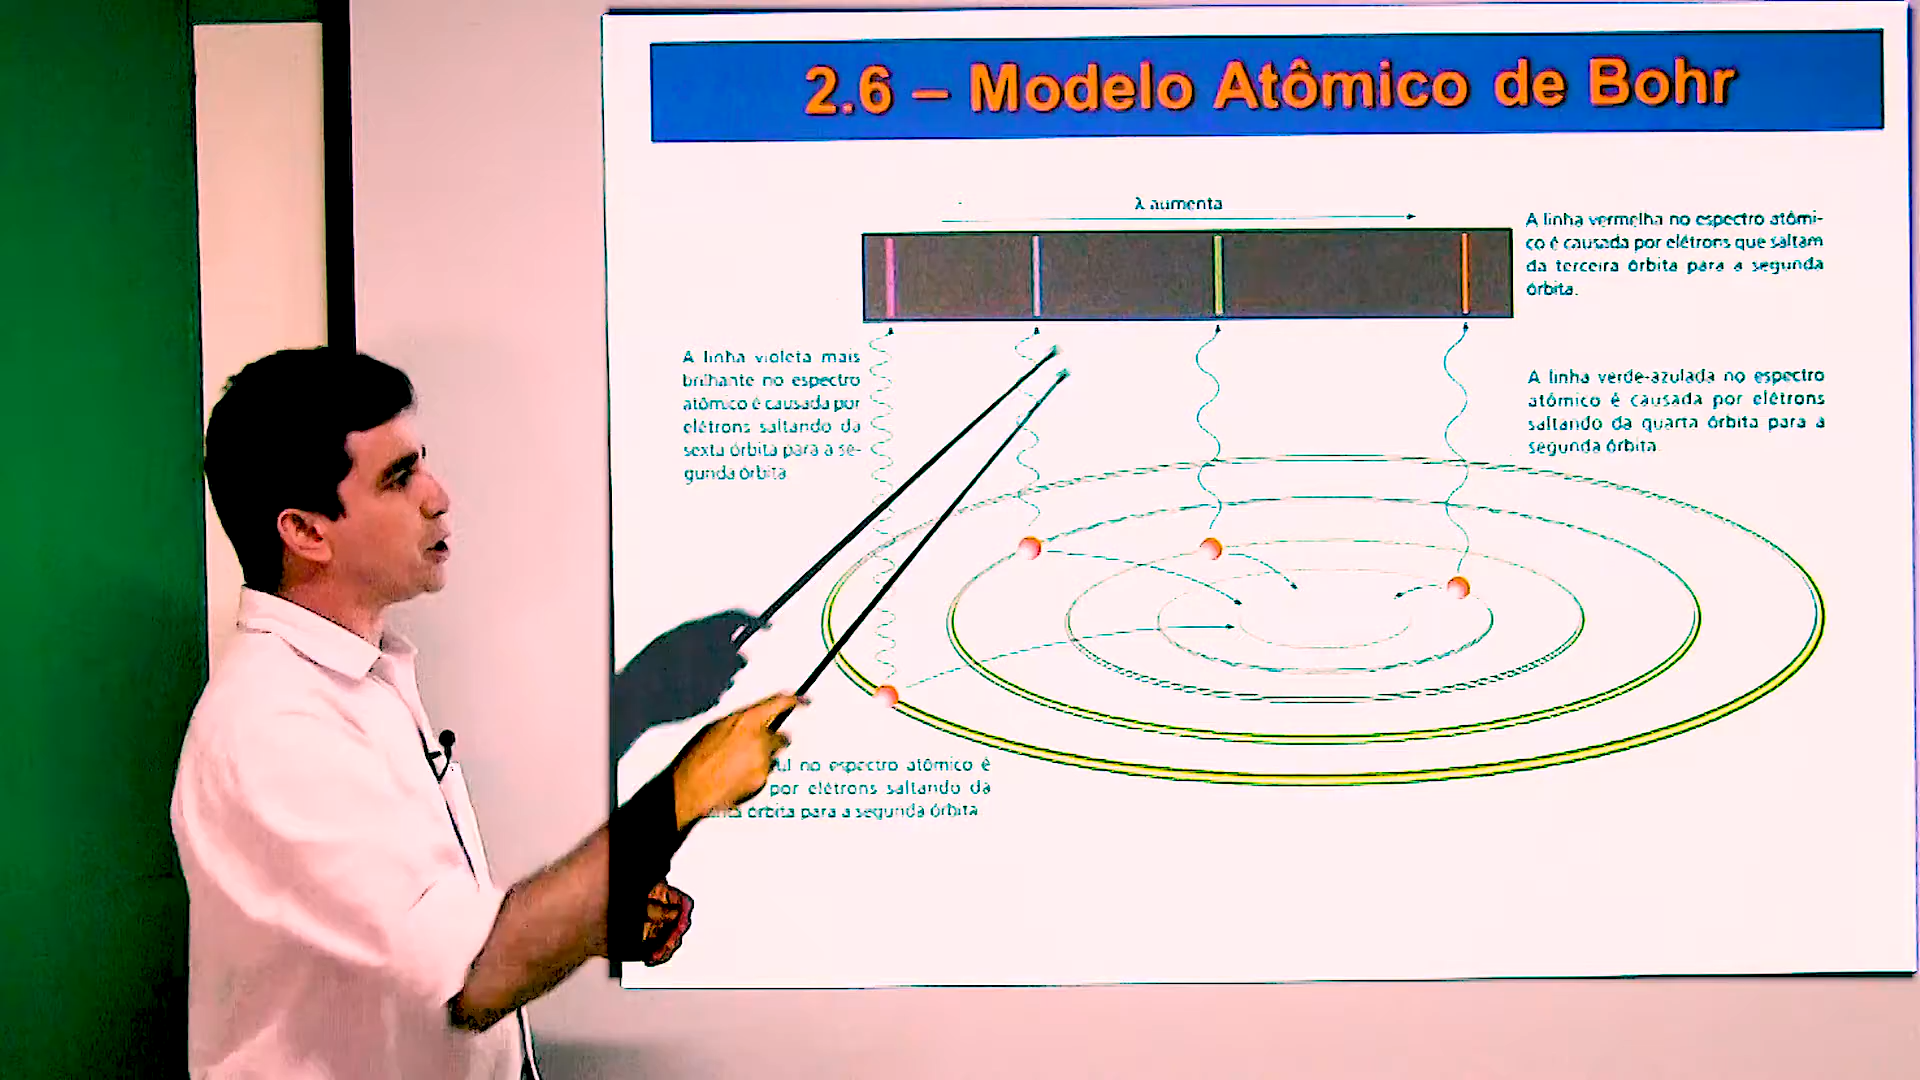 2.6 – Modelo Atômico de Bohr
λ aumenta
A linha vermelha no espectro atômi-
co é causada por elétrons que saltam
da terceira órbita para a segunda
órbita.
A linha violeta mais
brilhante no espectro
atômico é causada por
elétrons saltando da
sexta órbita para a se-
gunda órbita
A linha verde-azulada no espectro
atômico é causada por elétrons
saltando da quarta órbita para a
segunda órbita
no espectro atômico é
por elétrons saltando da
órbita para a segunda órbita